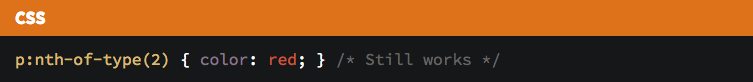 CSS
p:nth-of-type(2) { color: red; } /* Still works */